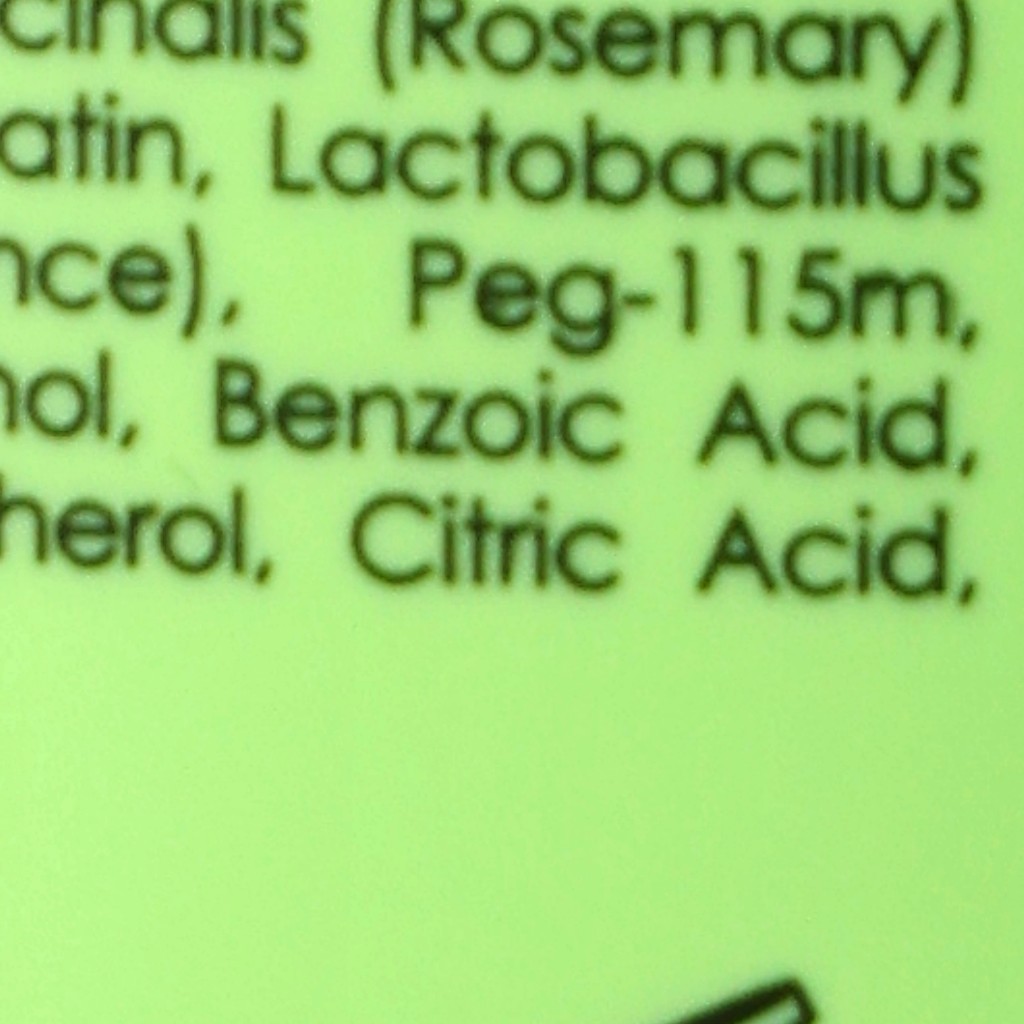 cinalis (Rosemary)
atin, Lactobacillus
nce), Peg-115m,
nol, Benzoic Acid,
herol, Citric Acid,